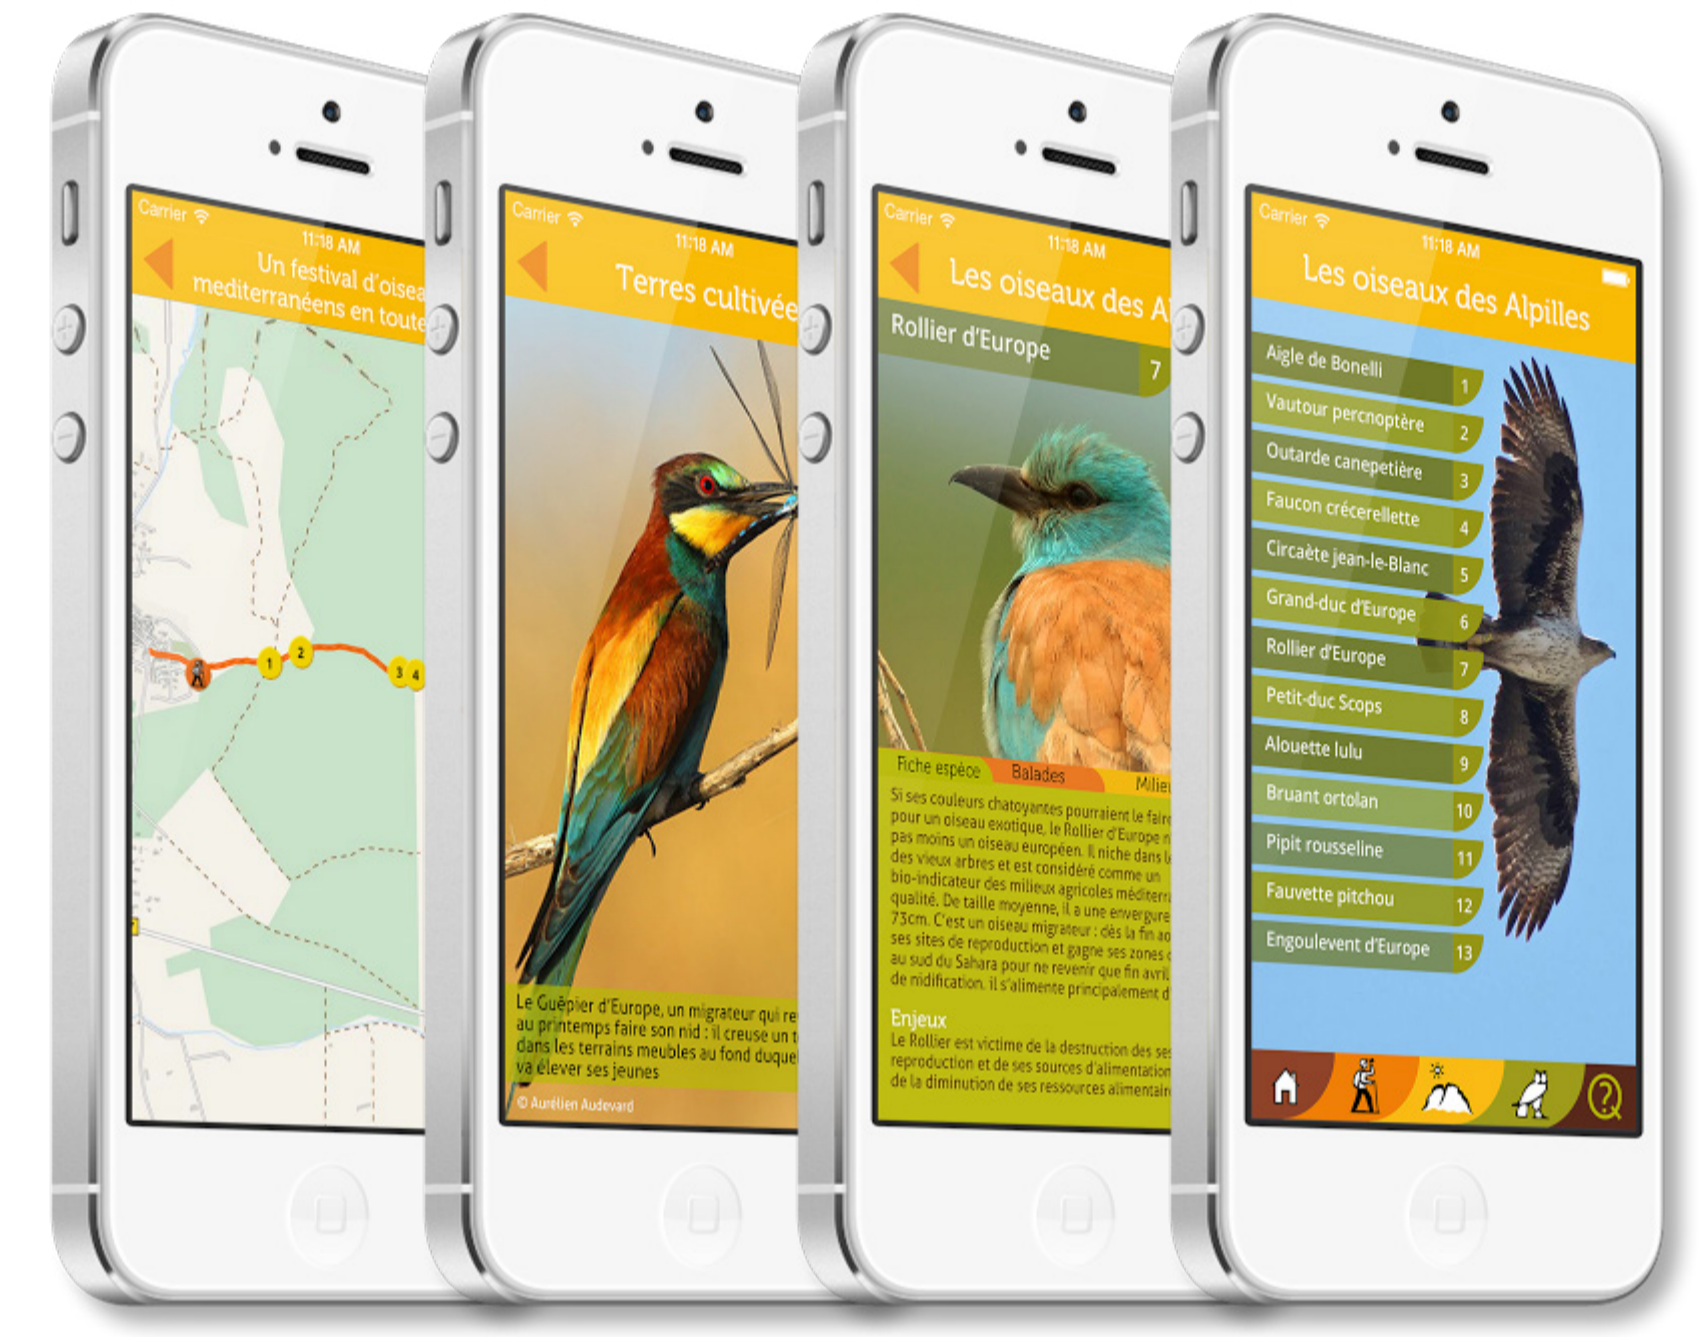 Carrier
11:18 AM
Un festival d'oisea
mediterranéens en toute
1
2
3
4
Carrier
11:18 AM
Terres cultivée
Le Guêpier d'Europe, un migrateur qui re
au printemps faire son nid : il creuse un t
dans les terrains meubles au fond duque
va élever ses jeunes
© Aurélien Audevard
Carrier
11:18 AM
Les oiseaux des Al
Rollier d'Europe 7
Fiche espèce Balades Milieu
Si ses couleurs chatoyantes pourraient le faire
pour un oiseau exotique, le Rollier d'Europe n
pas moins un oiseau européen. Il niche dans le
des vieux arbres et est considéré comme un
bio-indicateur des milieux agricoles méditerra
qualité. De taille moyenne, il a une envergure
73cm. C'est un oiseau migrateur : dès la fin ao
ses sites de reproduction et gagne ses zones d
au sud du Sahara pour ne revenir que fin avril
de nidification. il s'alimente principalement d
Enjeux
Le Rollier est victime de la destruction des se
reproduction et de ses sources d'alimentation
de la diminution de ses ressources alimentair
Carrier
11:18 AM
Les oiseaux des Alpilles
Aigle de Bonelli 1
Vautour percnoptère 2
Outarde canepetière 3
Faucon crécerellette 4
Circaète jean-le-Blanc 5
Grand-duc d'Europe 6
Rollier d'Europe 7
Petit-duc Scops 8
Alouette lulu 9
Bruant ortolan 10
Pipit rousseline 11
Fauvette pitchou 12
Engoulevent d'Europe 13
?